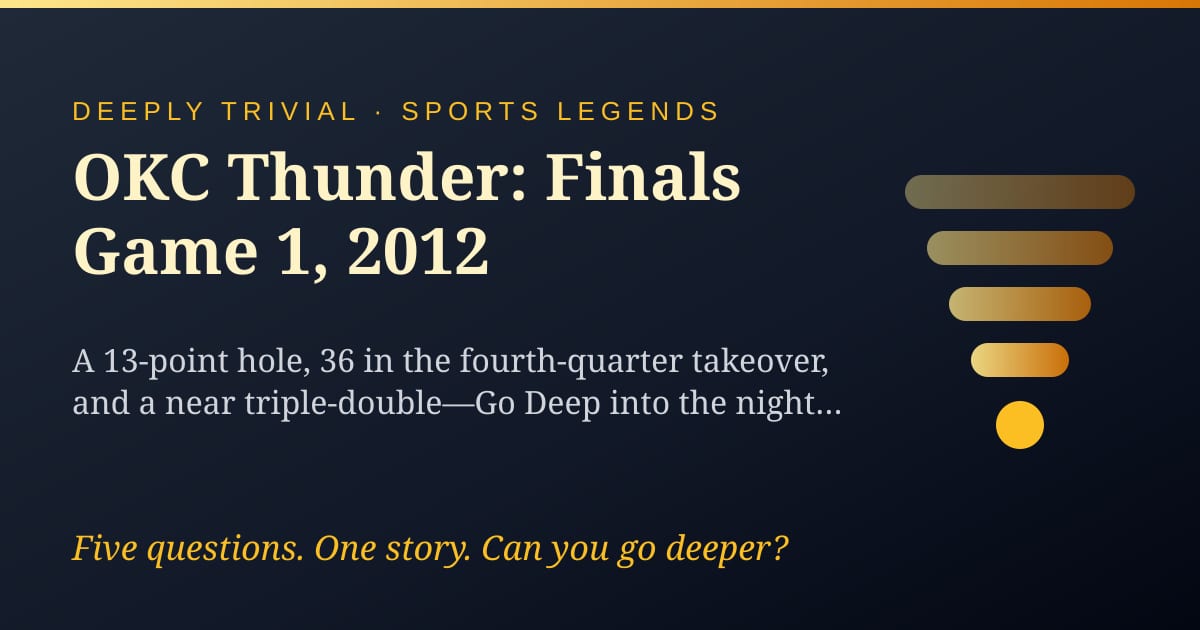 DEEPLY TRIVIAL · SPORTS LEGENDS
OKC Thunder: Finals
Game 1, 2012
A 13-point hole, 36 in the fourth-quarter takeover,
and a near triple-double—Go Deep into the night…
Five questions. One story. Can you go deeper?